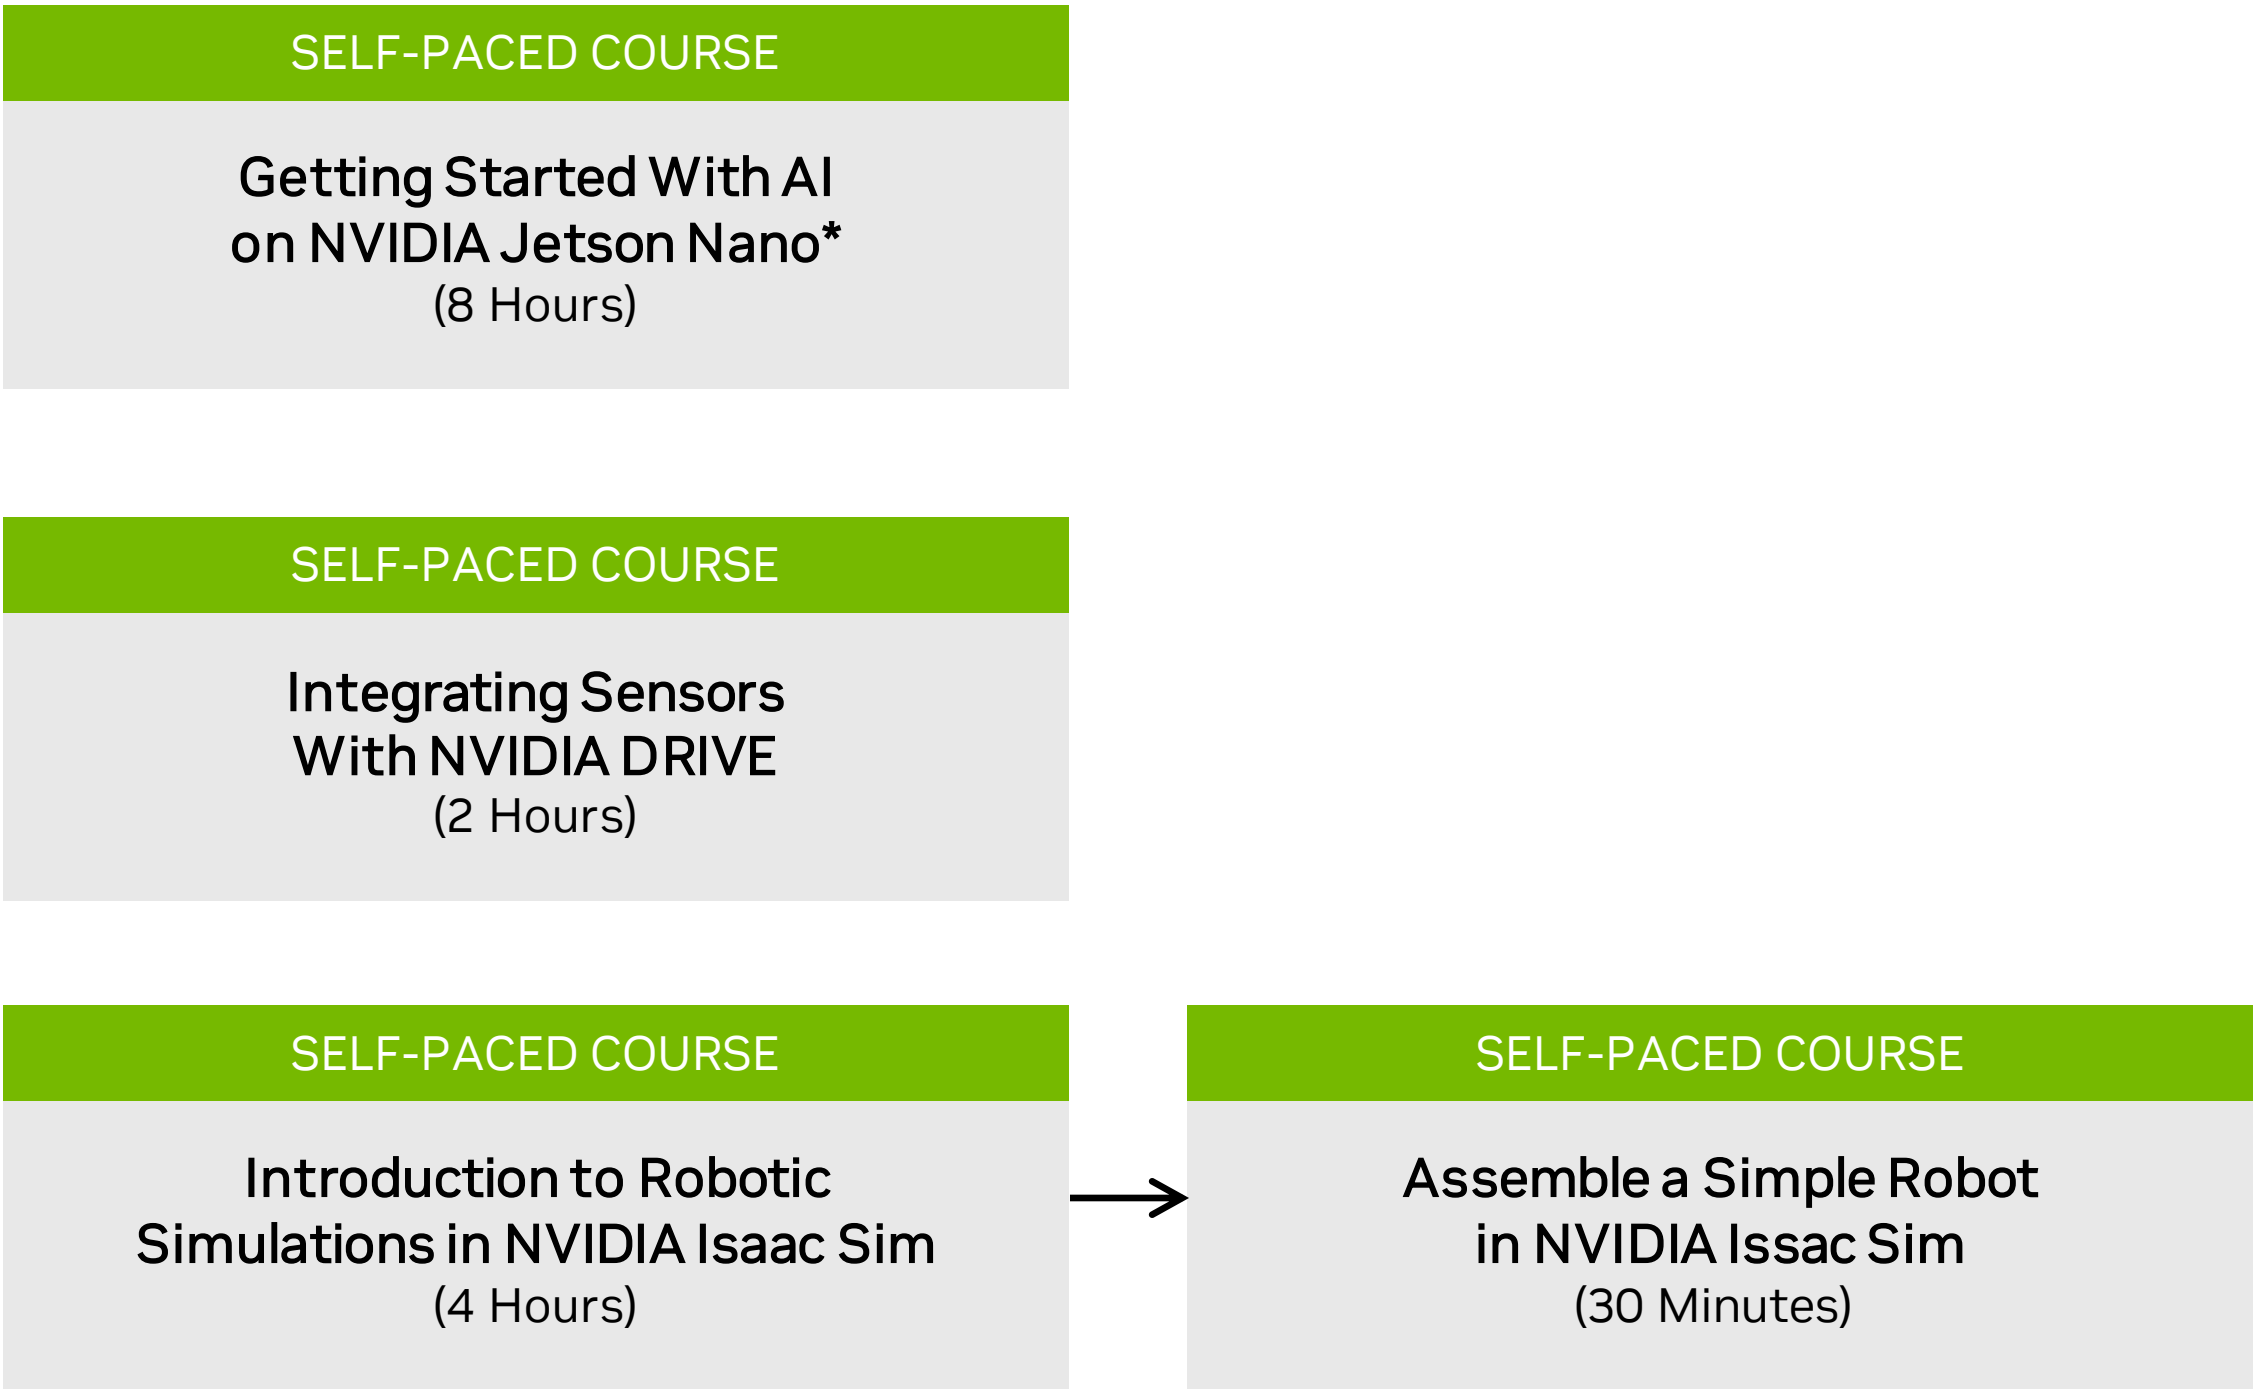 SELF-PACED COURSE
Getting Started With AI
on NVIDIA Jetson Nano*
(8 Hours)
SELF-PACED COURSE
Integrating Sensors
With NVIDIA DRIVE
(2 Hours)
SELF-PACED COURSE
Introduction to Robotic
Simulations in NVIDIA Isaac Sim
(4 Hours)
SELF-PACED COURSE
Assemble a Simple Robot
in NVIDIA Issac Sim
(30 Minutes)